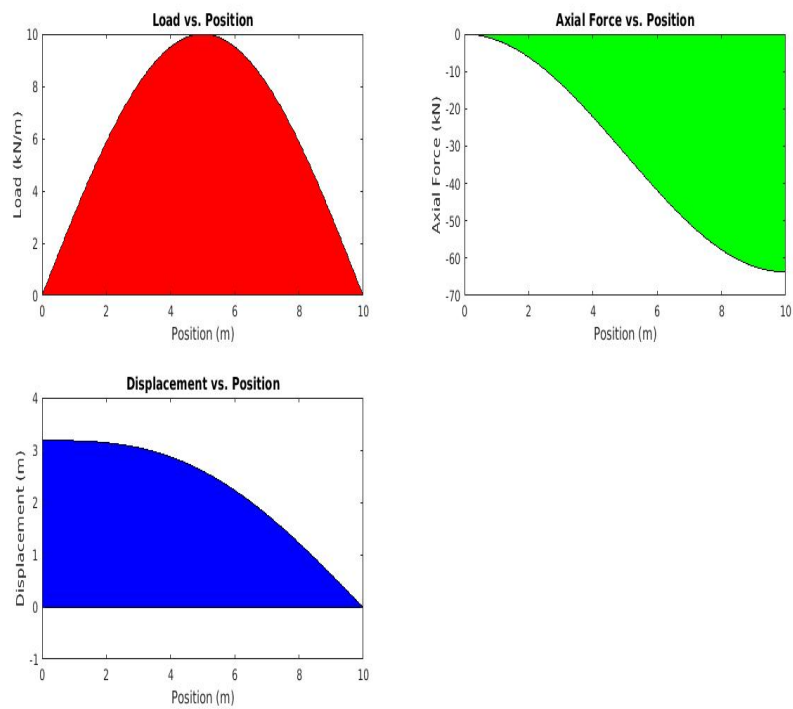 Load vs. Position
10
8
6
4
2
0
Load (kN/m)
0 2 4 6 8 10
Position (m)
Axial Force vs. Position
0
-10
-20
-30
-40
-50
-60
-70
Axial Force (kN)
0 2 4 6 8 10
Position (m)
Displacement vs. Position
4
3
2
1
0
-1
Displacement (m)
0 2 4 6 8 10
Position (m)